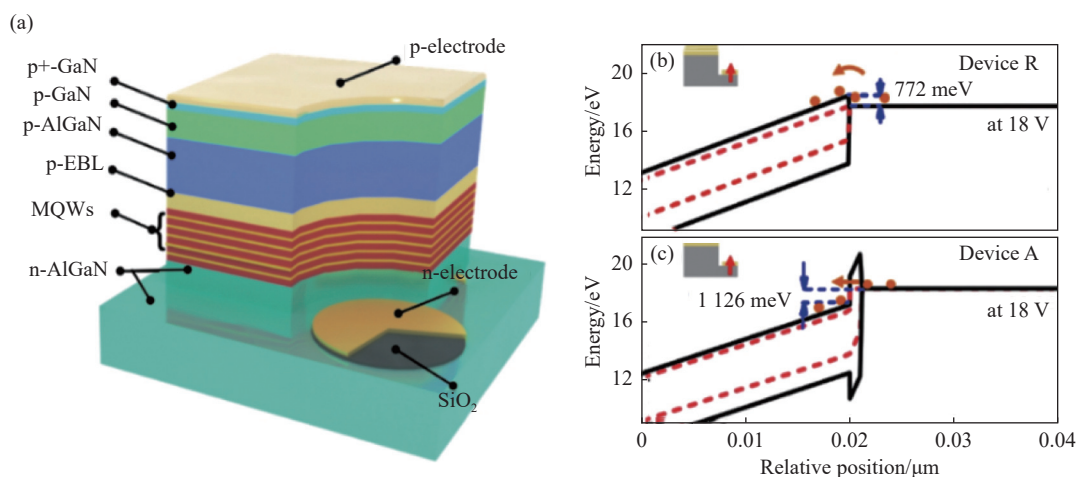 (a)
p-electrode
p+-GaN
p-GaN
p-AlGaN
p-EBL
MQWs
n-AlGaN
n-electrode
SiO₂
(b)
Device R
20
772 meV
16
at 18 V
12
Energy/eV
(c)
Device A
20
1 126 meV
16
at 18 V
12
Energy/eV
0 0.01 0.02 0.03 0.04
Relative position/μm